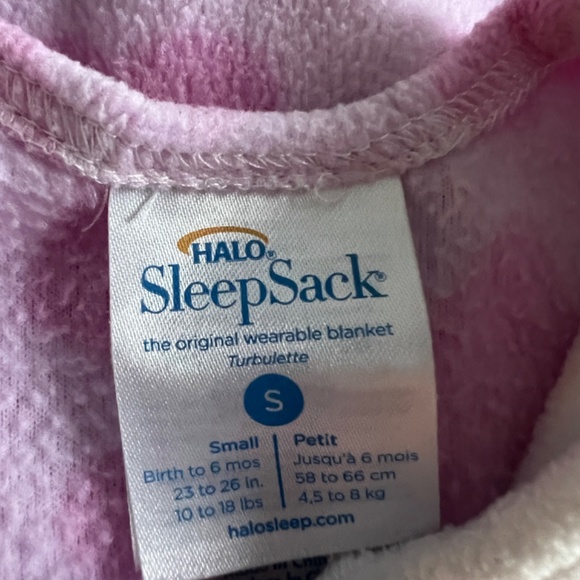 HALO®
SleepSack®
the original wearable blanket
Turbulette
S
Small | Petit
Birth to 6 mos | Jusqu'à 6 mois
23 to 26 in. | 58 to 66 cm
10 to 18 lbs | 4,5 to 8 kg
halosleep.com